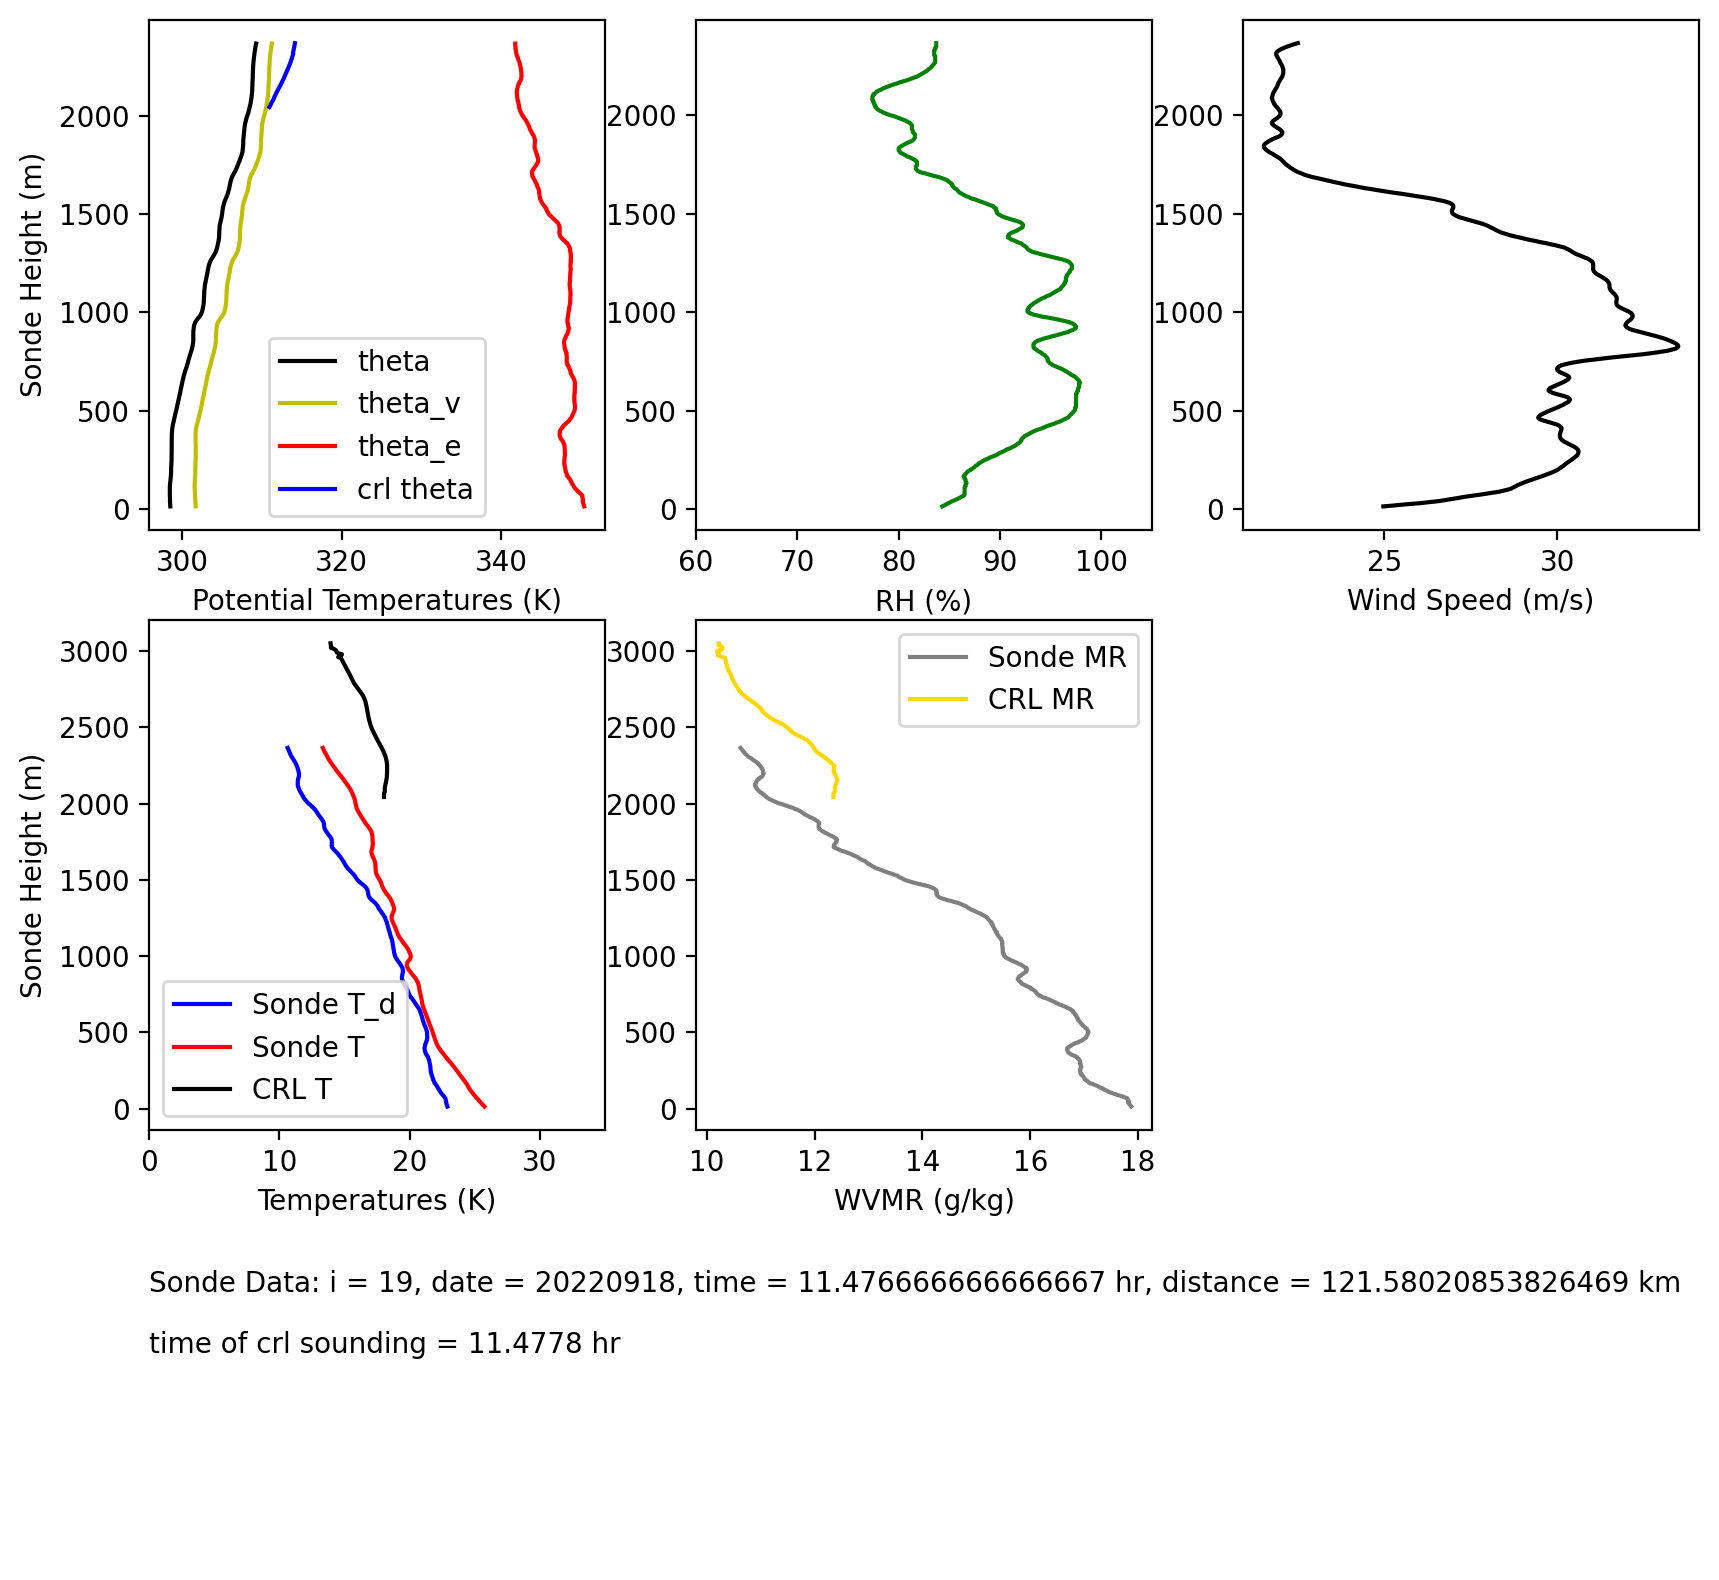 Sonde Height (m)
2000
1500
1000
500
0
300 320 340
Potential Temperatures (K)
theta
theta_v
theta_e
crl theta
2000
1500
1000
500
0
60 70 80 90 100
RH (%)
2000
1500
1000
500
0
25 30
Wind Speed (m/s)
Sonde Height (m)
3000
2500
2000
1500
1000
500
0
0 10 20 30
Temperatures (K)
Sonde T_d
Sonde T
CRL T
3000
2500
2000
1500
1000
500
0
10 12 14 16 18
WVMR (g/kg)
Sonde MR
CRL MR
Sonde Data: i = 19, date = 20220918, time = 11.476666666666667 hr, distance = 121.58020853826469 km
time of crl sounding = 11.4778 hr